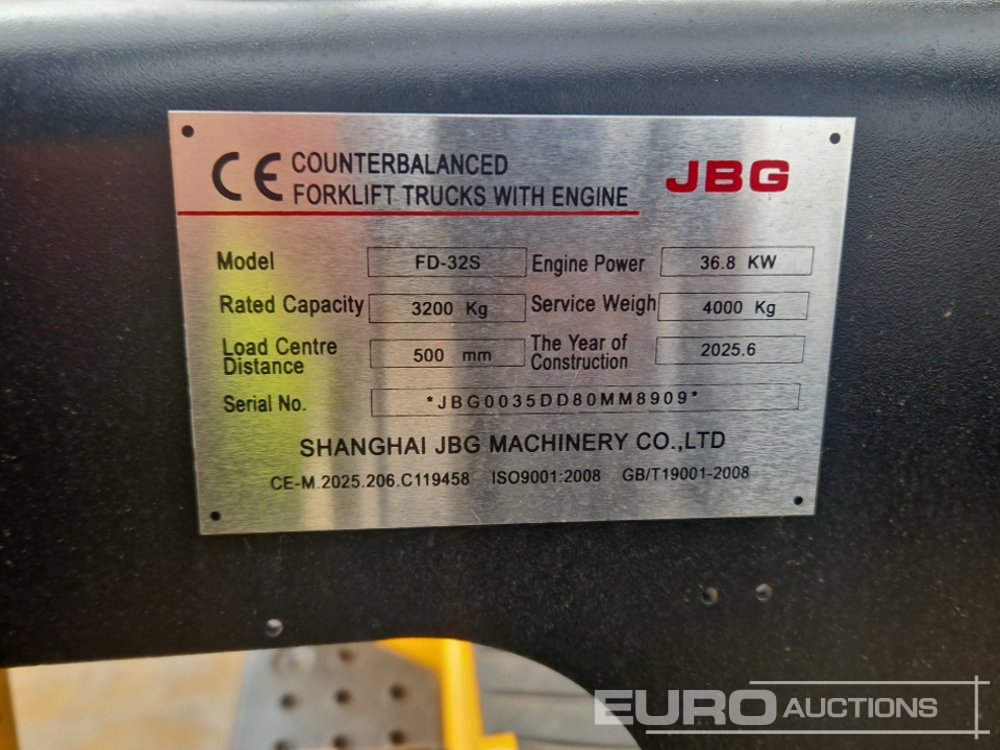 CE COUNTERBALANCED
FORKLIFT TRUCKS WITH ENGINE
JBG
Model FD-32S Engine Power 36.8 KW
Rated Capacity 3200 Kg Service Weigh 4000 Kg
Load Centre Distance 500 mm The Year of Construction 2025.6
Serial No. *JBG0035DD80MM8909*
SHANGHAI JBG MACHINERY CO.,LTD
CE-M.2025.206.C119458 ISO9001:2008 GB/T19001-2008
EURO AUCTIONS